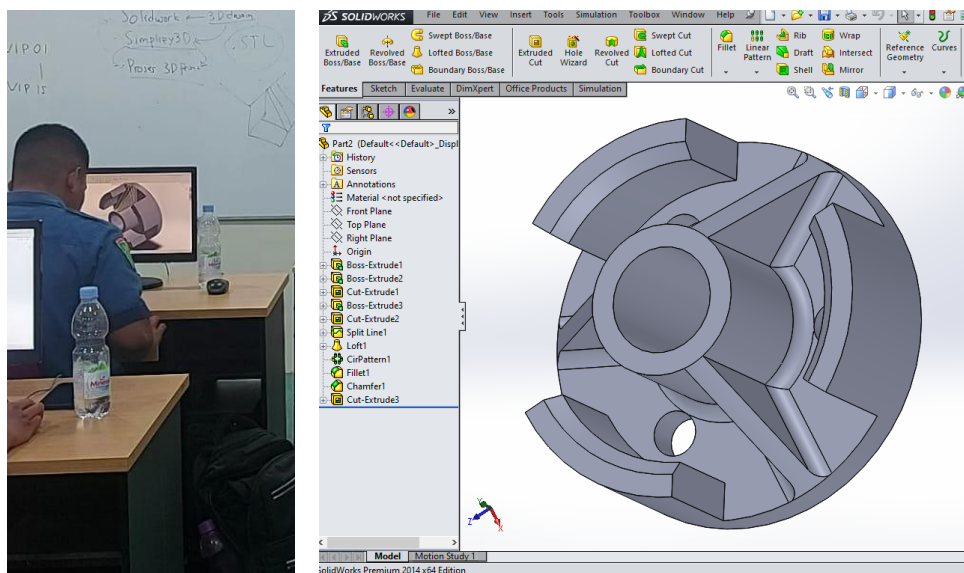 Solidwork ← 3D desain
Simplify3D
.STL
Proses 3D
VIP 01
VIP 15
SOLIDWORKS
File Edit View Insert Tools Simulation Toolbox Window Help
Extruded Boss/Base
Revolved Boss/Base
Swept Boss/Base
Lofted Boss/Base
Boundary Boss/Base
Extruded Cut
Hole Wizard
Revolved Cut
Swept Cut
Lofted Cut
Boundary Cut
Fillet
Linear Pattern
Rib
Draft
Shell
Wrap
Intersect
Mirror
Reference Geometry
Curves
Features Sketch Evaluate DimXpert Office Products Simulation
Part2 (Default<<Default>_Displ
History
Sensors
Annotations
Material <not specified>
Front Plane
Top Plane
Right Plane
Origin
Boss-Extrude1
Boss-Extrude2
Cut-Extrude1
Boss-Extrude3
Cut-Extrude2
Split Line1
Loft1
CirPattern1
Fillet1
Chamfer1
Cut-Extrude3
Z Y X
Model Motion Study 1
SolidWorks Premium 2014 x64 Edition